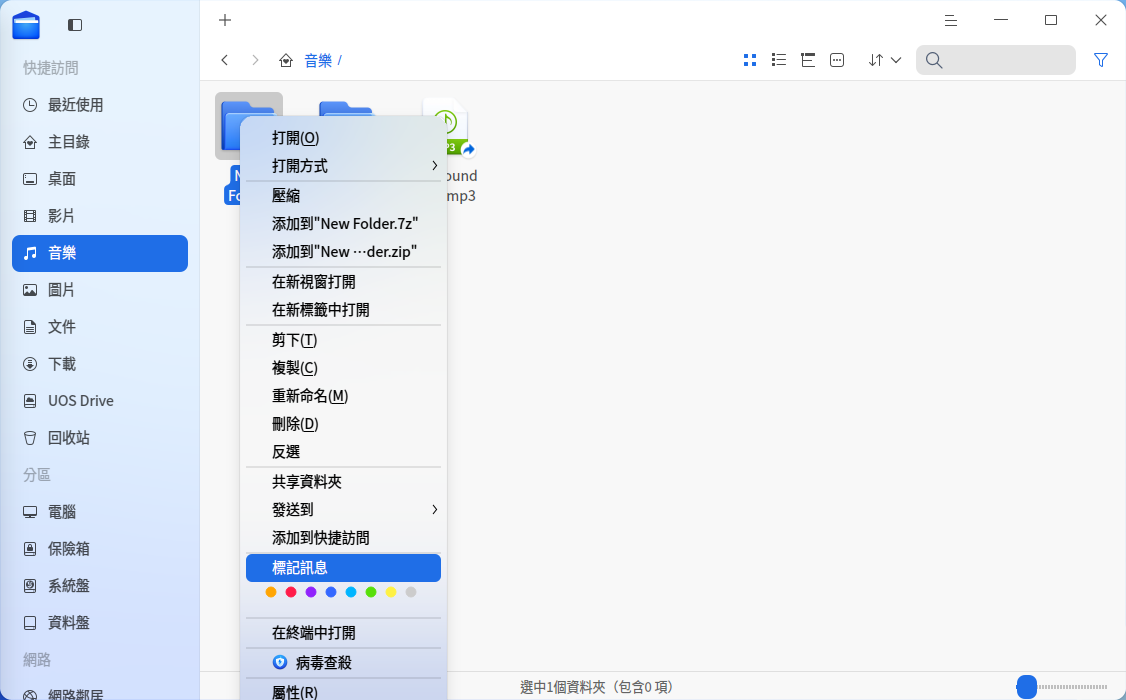 快捷訪問
最近使用
主目錄
桌面
影片
音樂
圖片
文件
下載
UOS Drive
回收站
分區
電腦
保險箱
系統盤
資料盤
網路
網路鄰居
音樂 /
打開(O)
打開方式
壓縮
添加到"New Folder.7z"
添加到"New ···der.zip"
在新視窗打開
在新標籤中打開
剪下(T)
複製(C)
重新命名(M)
刪除(D)
反選
共享資料夾
發送到
添加到快捷訪問
標記訊息
在終端中打開
病毒查殺
屬性(R)
選中1個資料夾（包含0 項）